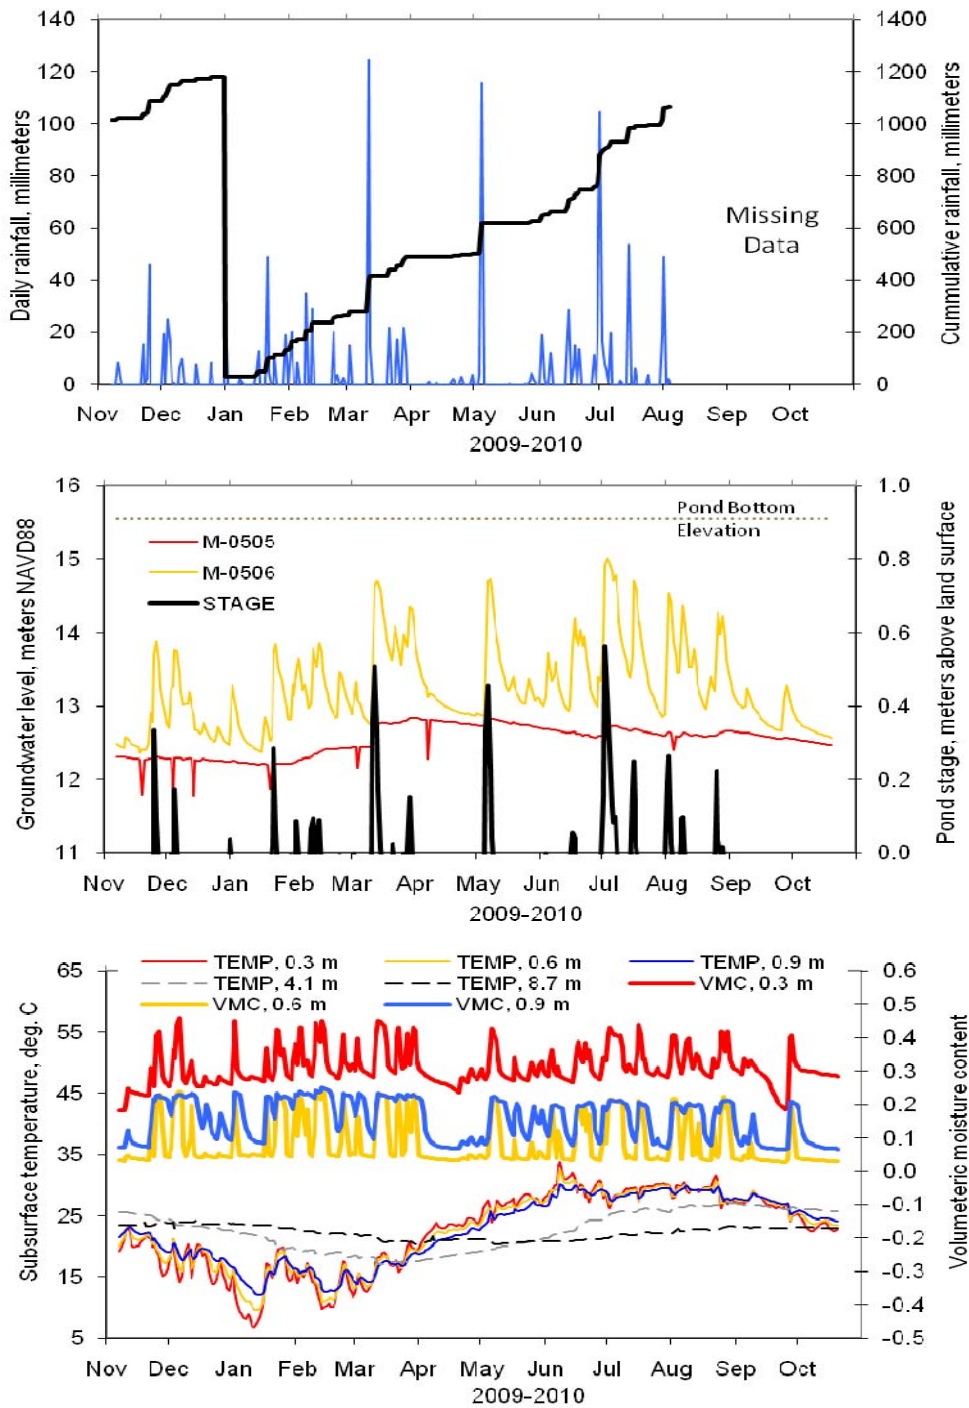 140
120
100
80
60
40
20
0
Daily rainfall, millimeters
1400
1200
1000
800
600
400
200
0
Cummulative rainfall, millimeters
Missing
Data
Nov Dec Jan Feb Mar Apr May Jun Jul Aug Sep Oct
2009-2010
16
15
14
13
12
11
Groundwater level, meters NAVD88
1.0
0.8
0.6
0.4
0.2
0.0
Pond stage, meters above land surface
Pond Bottom
Elevation
M-0505
M-0506
STAGE
Nov Dec Jan Feb Mar Apr May Jun Jul Aug Sep Oct
2009-2010
TEMP, 0.3 m TEMP, 0.6 m TEMP, 0.9 m
TEMP, 4.1 m TEMP, 8.7 m VMC, 0.3 m
VMC, 0.6 m VMC, 0.9 m
65
55
45
35
25
15
5
Subsurface temperature, deg. C
0.6
0.5
0.4
0.3
0.2
0.1
0.0
-0.1
-0.2
-0.3
-0.4
-0.5
Volumeteric moisture content
Nov Dec Jan Feb Mar Apr May Jun Jul Aug Sep Oct
2009-2010